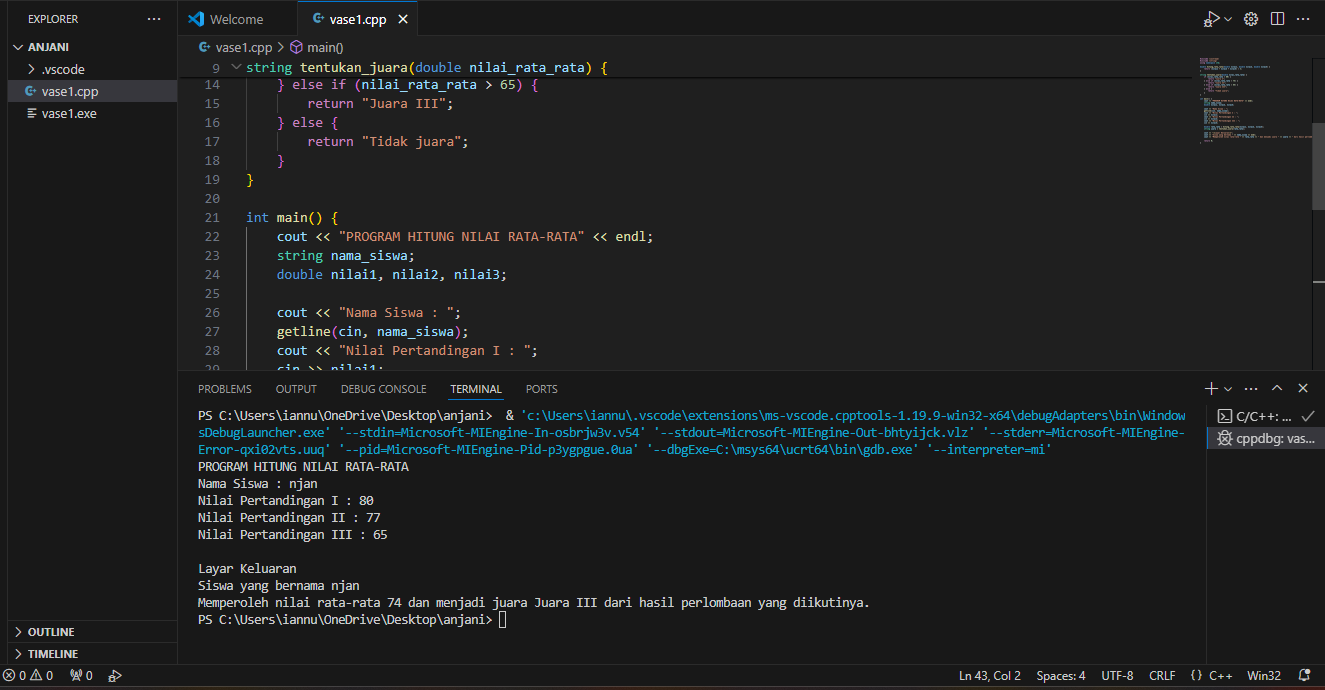 EXPLORER
ANJANI
.vscode
vase1.cpp
vase1.exe
OUTLINE
TIMELINE
Welcome
vase1.cpp
vase1.cpp > main()
9 string tentukan_juara(double nilai_rata_rata) {
14 } else if (nilai_rata_rata > 65) {
15 return "Juara III";
16 } else {
17 return "Tidak juara";
18 }
19 }
20
21 int main() {
22 cout << "PROGRAM HITUNG NILAI RATA-RATA" << endl;
23 string nama_siswa;
24 double nilai1, nilai2, nilai3;
25
26 cout << "Nama Siswa : ";
27 getline(cin, nama_siswa);
28 cout << "Nilai Pertandingan I : ";
29 cin >> nilai1;
PROBLEMS OUTPUT DEBUG CONSOLE TERMINAL PORTS
PS C:\Users\iannu\OneDrive\Desktop\anjani> & 'c:\Users\iannu\.vscode\extensions\ms-vscode.cpptools-1.19.9-win32-x64\debugAdapters\bin\Window
sDebugLauncher.exe' '--stdin=Microsoft-MIEngine-In-osbrjw3v.v54' '--stdout=Microsoft-MIEngine-Out-bhtyijck.vlz' '--stderr=Microsoft-MIEngine-
Error-qxi02vts.uuq' '--pid=Microsoft-MIEngine-Pid-p3ygpgue.0ua' '--dbgExe=C:\msys64\ucrt64\bin\gdb.exe' '--interpreter=mi'
PROGRAM HITUNG NILAI RATA-RATA
Nama Siswa : njan
Nilai Pertandingan I : 80
Nilai Pertandingan II : 77
Nilai Pertandingan III : 65

Layar Keluaran
Siswa yang bernama njan
Memperoleh nilai rata-rata 74 dan menjadi juara Juara III dari hasil perlombaan yang diikutinya.
PS C:\Users\iannu\OneDrive\Desktop\anjani>
C/C++: ...
cppdbg: vas...
0 0 0
Ln 43, Col 2 Spaces: 4 UTF-8 CRLF {} C++ Win32